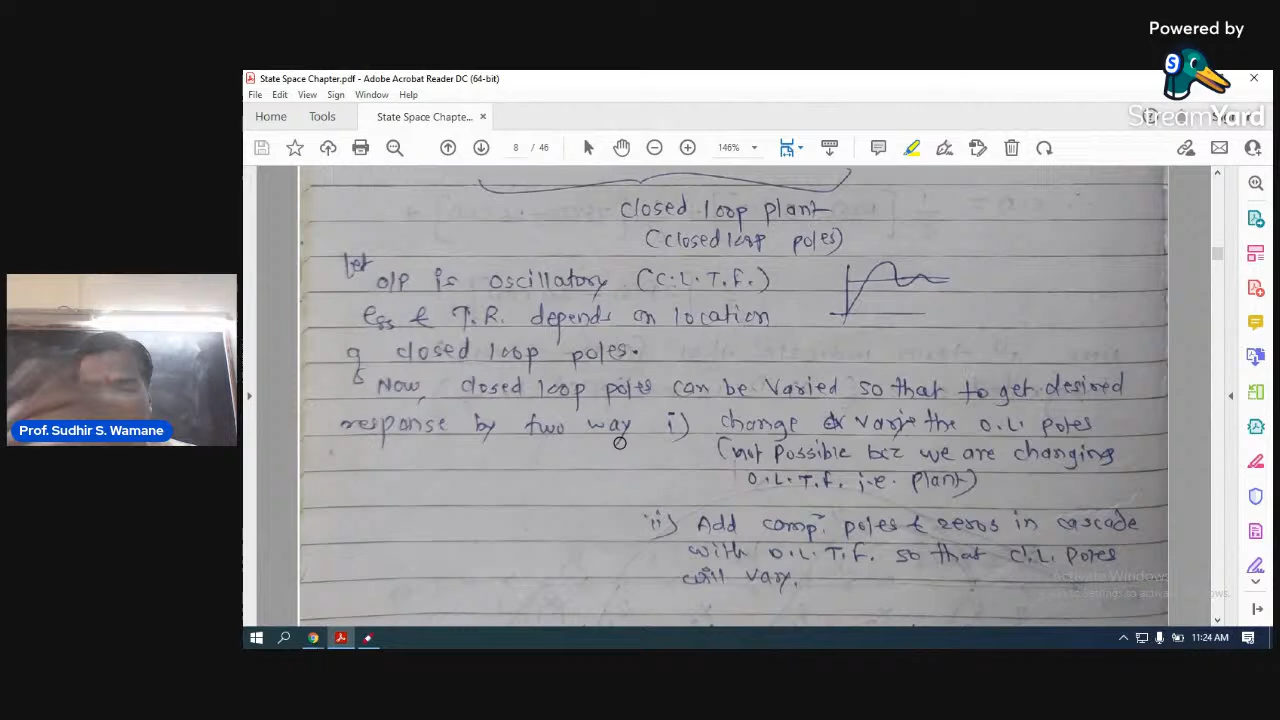 Powered by
StreamYard
State Space Chapter.pdf - Adobe Acrobat Reader DC (64-bit)
File Edit View Sign Window Help
Home Tools State Space Chapte...
8 / 46 146%
closed loop plant
(closed loop poles)
let
o/p is oscillatory (C.L.T.f.)
ess & T.R. depends on location
of closed loop poles.
Now, closed loop poles can be varied so that to get desired
response by two way i) change or varie the O.L. poles
(not possible bcz we are changing
O.L.T.f. i.e. plant)
ii) Add comp. poles & zeros in cascade
with O.L.T.F. so that C.L. Poles
will vary.
Activate Windows
Prof. Sudhir S. Wamane
11:24 AM